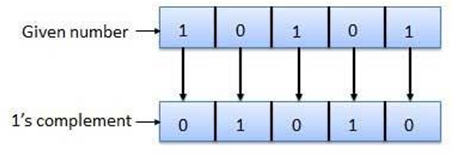 Given number 1 0 1 0 1
1's complement 0 1 0 1 0